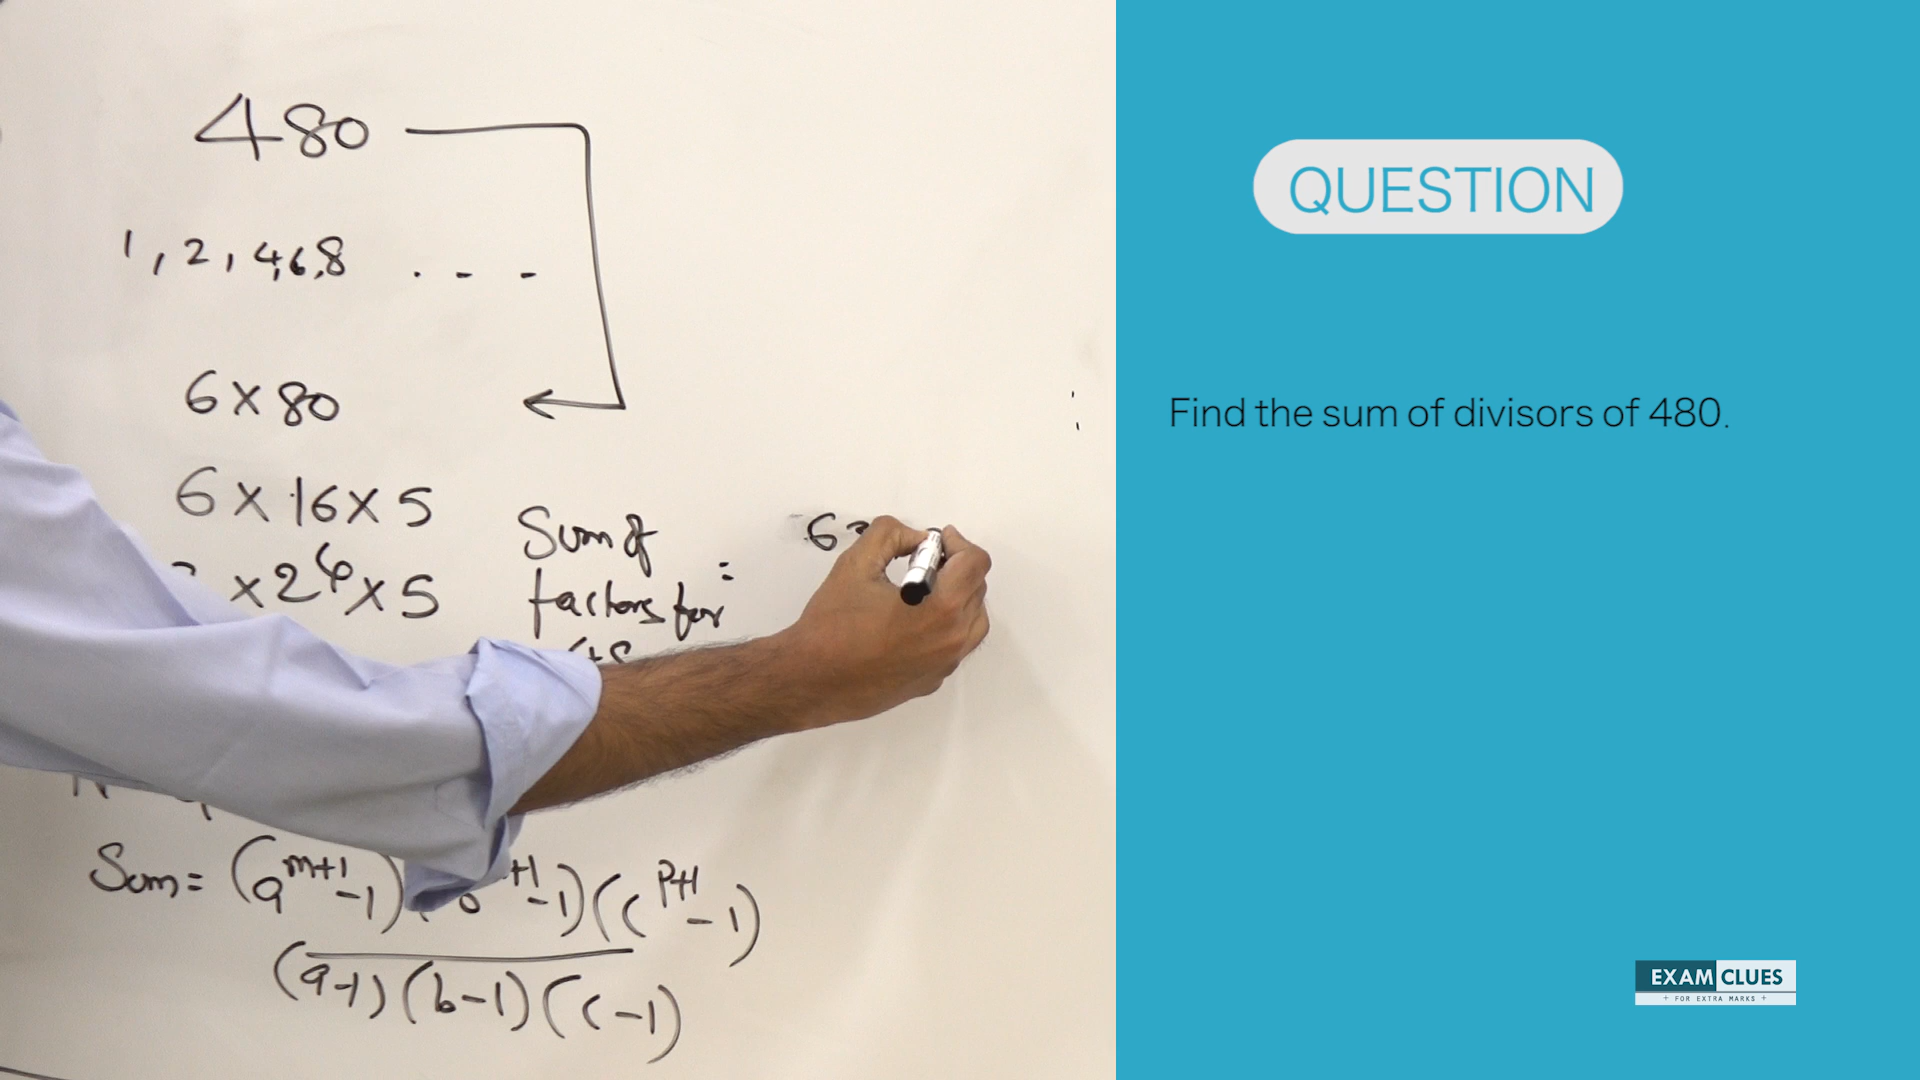 480
1, 2, 4,6,8 . - -
6 X 80
6 X 16 X 5
x 2⁶ x 5
Sum of
factors for =
6
Sum = (a^m+1 -1) ( +1 -1) (c^p+1 - 1)
(a-1) (b-1) (c-1)
QUESTION
Find the sum of divisors of 480.
EXAM CLUES
+ FOR EXTRA MARKS +